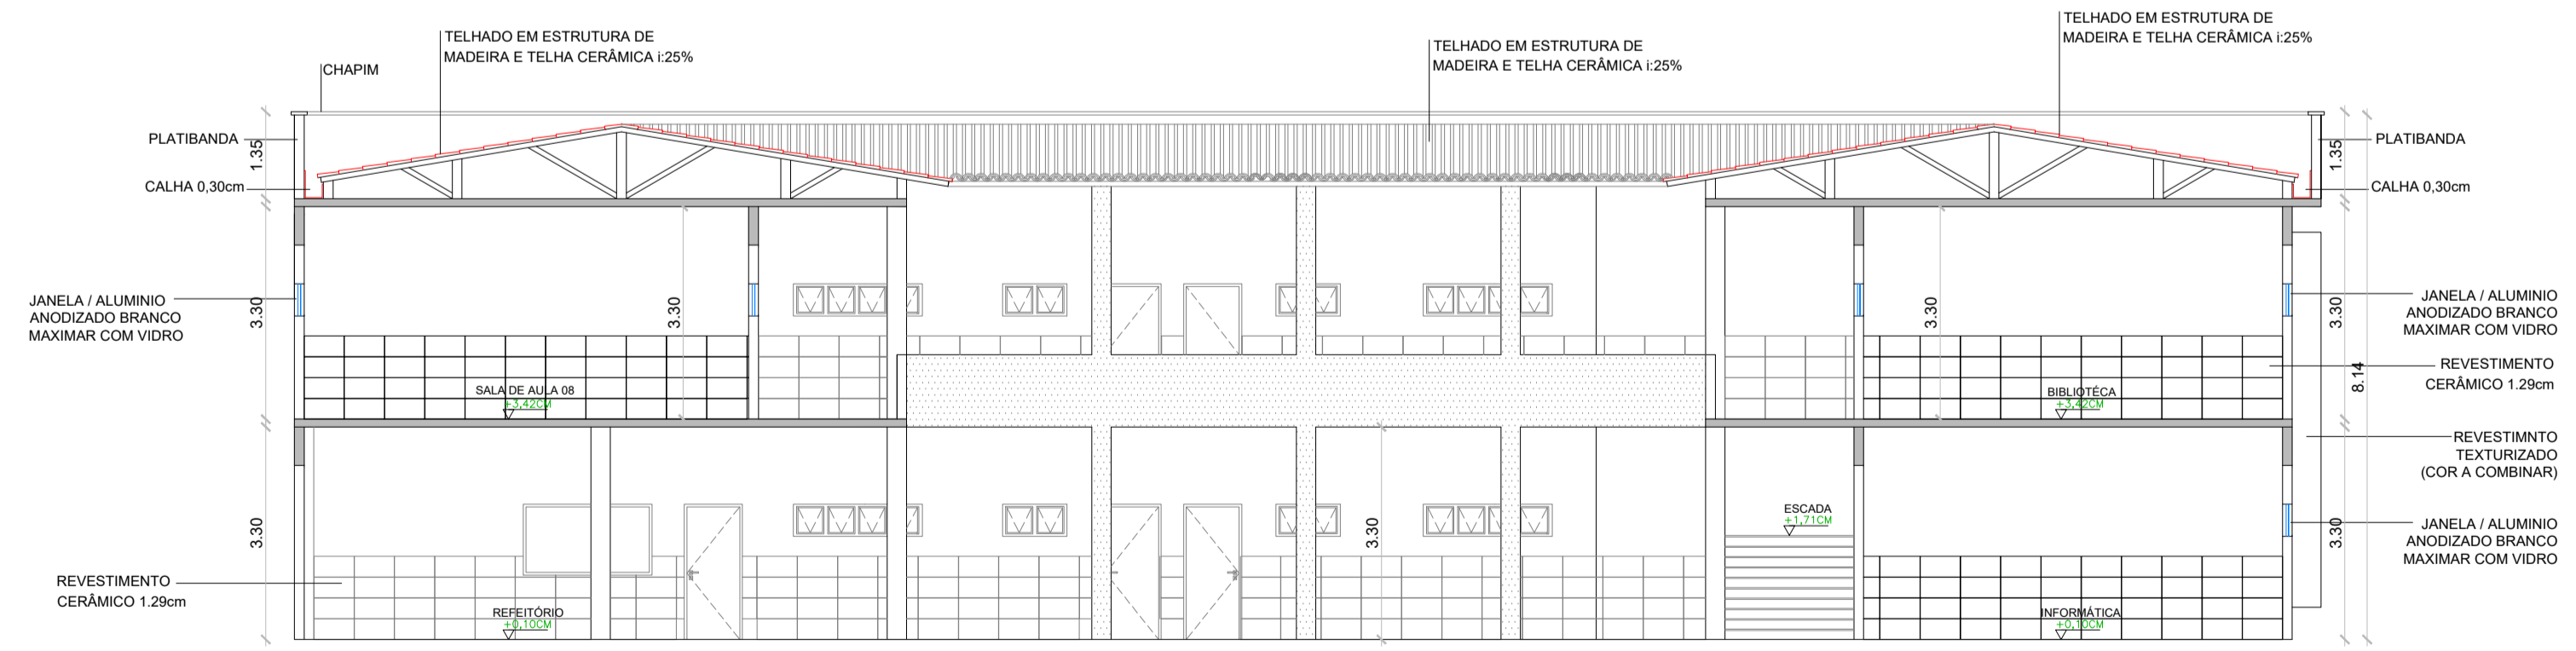 TELHADO EM ESTRUTURA DE
MADEIRA E TELHA CERÂMICA i:25%
TELHADO EM ESTRUTURA DE
MADEIRA E TELHA CERÂMICA i:25%
TELHADO EM ESTRUTURA DE
MADEIRA E TELHA CERÂMICA i:25%
CHAPIM
PLATIBANDA
1.35
CALHA 0,30cm
PLATIBANDA
1.35
CALHA 0,30cm
JANELA / ALUMINIO
ANODIZADO BRANCO
MAXIMAR COM VIDRO
3.30
3.30
3.30
3.30
JANELA / ALUMINIO
ANODIZADO BRANCO
MAXIMAR COM VIDRO
REVESTIMENTO
CERÂMICO 1.29cm
8.14
SALA DE AULA 08
+3,42CM
BIBLIOTÉCA
+3,42CM
REVESTIMNTO
TEXTURIZADO
(COR A COMBINAR)
3.30
3.30
ESCADA
+1,71CM
3.30
JANELA / ALUMINIO
ANODIZADO BRANCO
MAXIMAR COM VIDRO
REVESTIMENTO
CERÂMICO 1.29cm
REFEITÓRIO
+0,10CM
INFORMÁTICA
+0,10CM